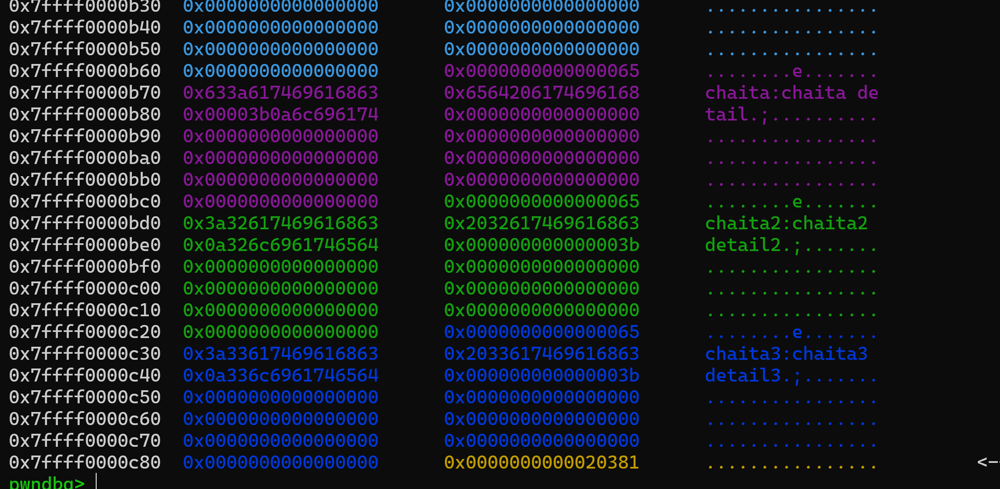 0x7ffff0000b30 0x0000000000000000 0x0000000000000000 ................
0x7ffff0000b40 0x0000000000000000 0x0000000000000000 ................
0x7ffff0000b50 0x0000000000000000 0x0000000000000000 ................
0x7ffff0000b60 0x0000000000000000 0x0000000000000065 ........e.......
0x7ffff0000b70 0x633a617469616863 0x6564206174696168 chaita:chaita de
0x7ffff0000b80 0x00003b0a6c696174 0x0000000000000000 tail.;..........
0x7ffff0000b90 0x0000000000000000 0x0000000000000000 ................
0x7ffff0000ba0 0x0000000000000000 0x0000000000000000 ................
0x7ffff0000bb0 0x0000000000000000 0x0000000000000000 ................
0x7ffff0000bc0 0x0000000000000000 0x0000000000000065 ........e.......
0x7ffff0000bd0 0x3a32617469616863 0x2032617469616863 chaita2:chaita2
0x7ffff0000be0 0x0a326c6961746564 0x000000000000003b detail2.;.......
0x7ffff0000bf0 0x0000000000000000 0x0000000000000000 ................
0x7ffff0000c00 0x0000000000000000 0x0000000000000000 ................
0x7ffff0000c10 0x0000000000000000 0x0000000000000000 ................
0x7ffff0000c20 0x0000000000000000 0x0000000000000065 ........e.......
0x7ffff0000c30 0x3a33617469616863 0x2033617469616863 chaita3:chaita3
0x7ffff0000c40 0x0a336c6961746564 0x000000000000003b detail3.;.......
0x7ffff0000c50 0x0000000000000000 0x0000000000000000 ................
0x7ffff0000c60 0x0000000000000000 0x0000000000000000 ................
0x7ffff0000c70 0x0000000000000000 0x0000000000000000 ................
0x7ffff0000c80 0x0000000000000000 0x0000000000020381 ................ <--
pwndbg>